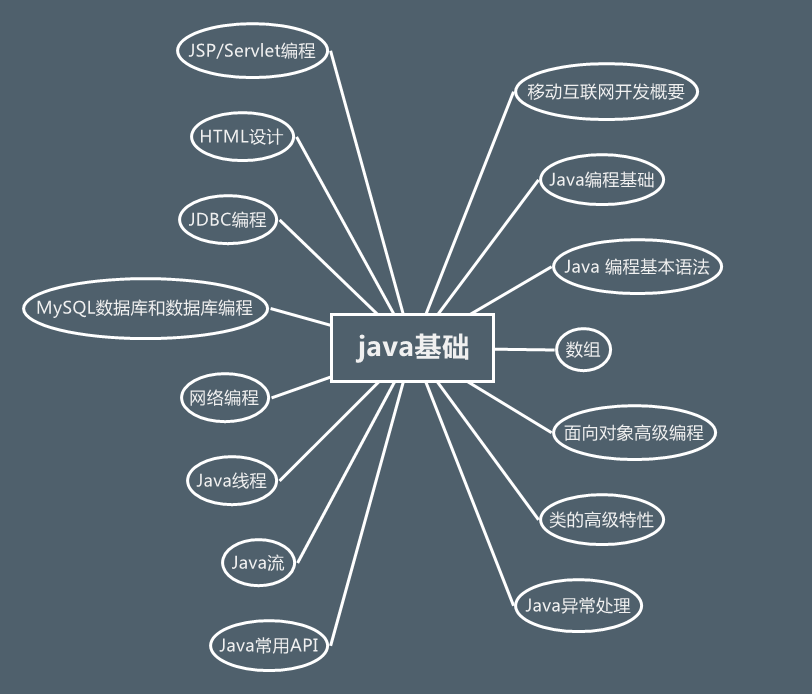 JSP/Servlet编程
移动互联网开发概要
HTML设计
Java编程基础
JDBC编程
Java 编程基本语法
MySQL数据库和数据库编程
java基础
数组
网络编程
面向对象高级编程
Java线程
类的高级特性
Java流
Java异常处理
Java常用API